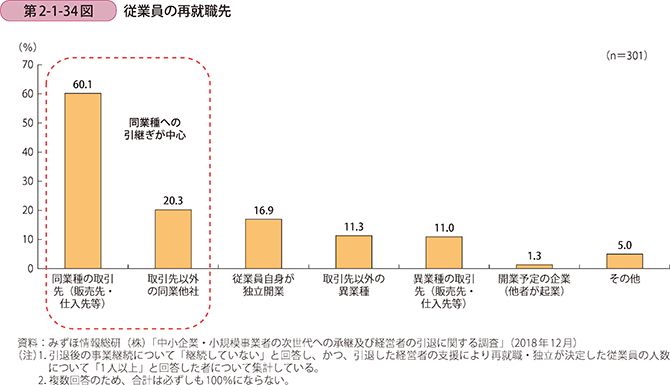 第2-1-34図 従業員の再就職先
(%)
(n=301)
70
60
50
40
30
20
10
0
60.1
20.3
16.9
11.3
11.0
1.3
5.0
同業種への
引継ぎが中心
同業種の取引
先（販売先・
仕入先等）
取引先以外
の同業他社
従業員自身が
独立開業
取引先以外の
異業種
異業種の取引
先（販売先・
仕入先等）
開業予定の企業
（他者が起業）
その他
資料：みずほ情報総研（株）「中小企業・小規模事業者の次世代への承継及び経営者の引退に関する調査」（2018年12月）
（注）1. 引退後の事業継続について「継続していない」と回答し、かつ、引退した経営者の支援により再就職・独立が決定した従業員の人数
について「1人以上」と回答した者について集計している。
2. 複数回答のため、合計は必ずしも100％にならない。